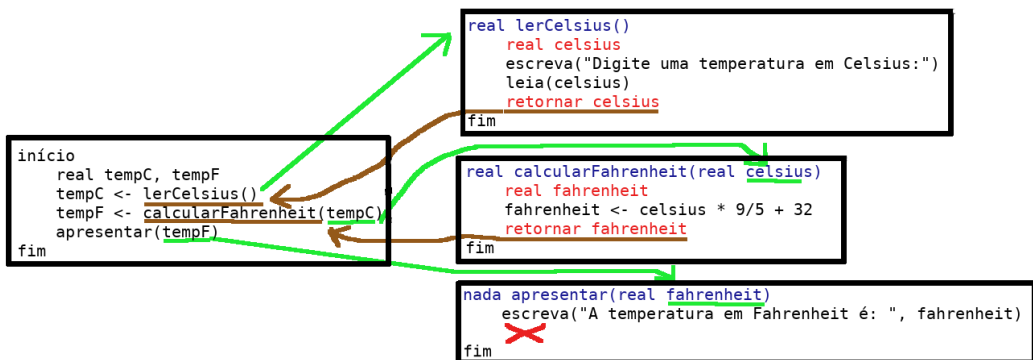 início
real tempC, tempF
tempC <- lerCelsius()
tempF <- calcularFahrenheit(tempC)
apresentar(tempF)
fim
real lerCelsius()
real celsius
escreva("Digite uma temperatura em Celsius:")
leia(celsius)
retornar celsius
fim
real calcularFahrenheit(real celsius)
real fahrenheit
fahrenheit <- celsius * 9/5 + 32
retornar fahrenheit
fim
nada apresentar(real fahrenheit)
escreva("A temperatura em Fahrenheit é: ", fahrenheit)
fim